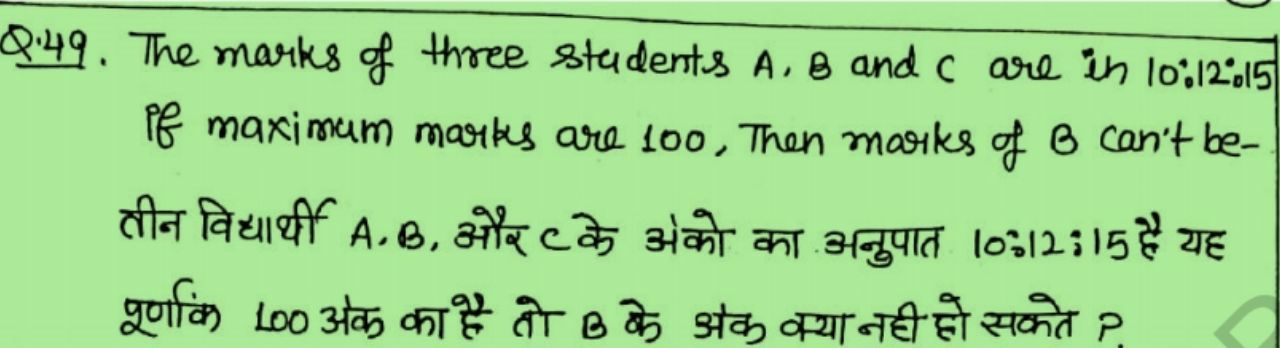 Q.49. The marks of three students A, B and C are in 10:12:15
If maximum marks are 100, Then marks of B can't be-
तीन विद्यार्थी A, B, और C के अंको का अनुपात 10:12:15 है यह
पूर्णांक 100 अंक का है तो B के अंक क्या नही हो सकते ?